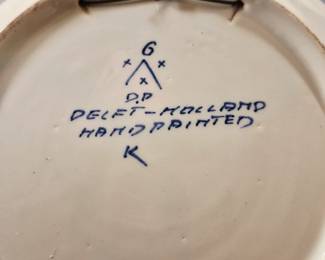 6
x x
x
D.P
DELFT-HOLLAND
HANDPAINTED
K